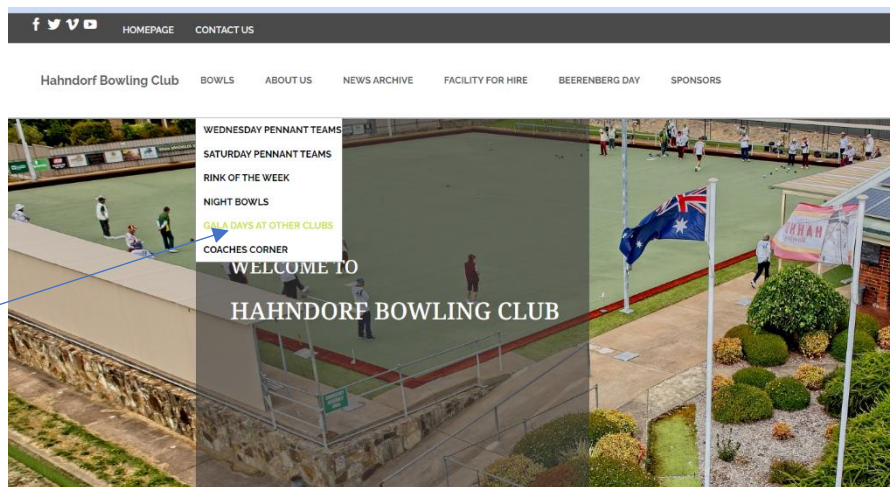 HOMEPAGE CONTACT US
Hahndorf Bowling Club BOWLS ABOUT US NEWS ARCHIVE FACILITY FOR HIRE BEERENBERG DAY SPONSORS
WEDNESDAY PENNANT TEAMS
SATURDAY PENNANT TEAMS
RINK OF THE WEEK
NIGHT BOWLS
GALA DAYS AT OTHER CLUBS
COACHES CORNER
WELCOME TO
HAHNDORF BOWLING CLUB